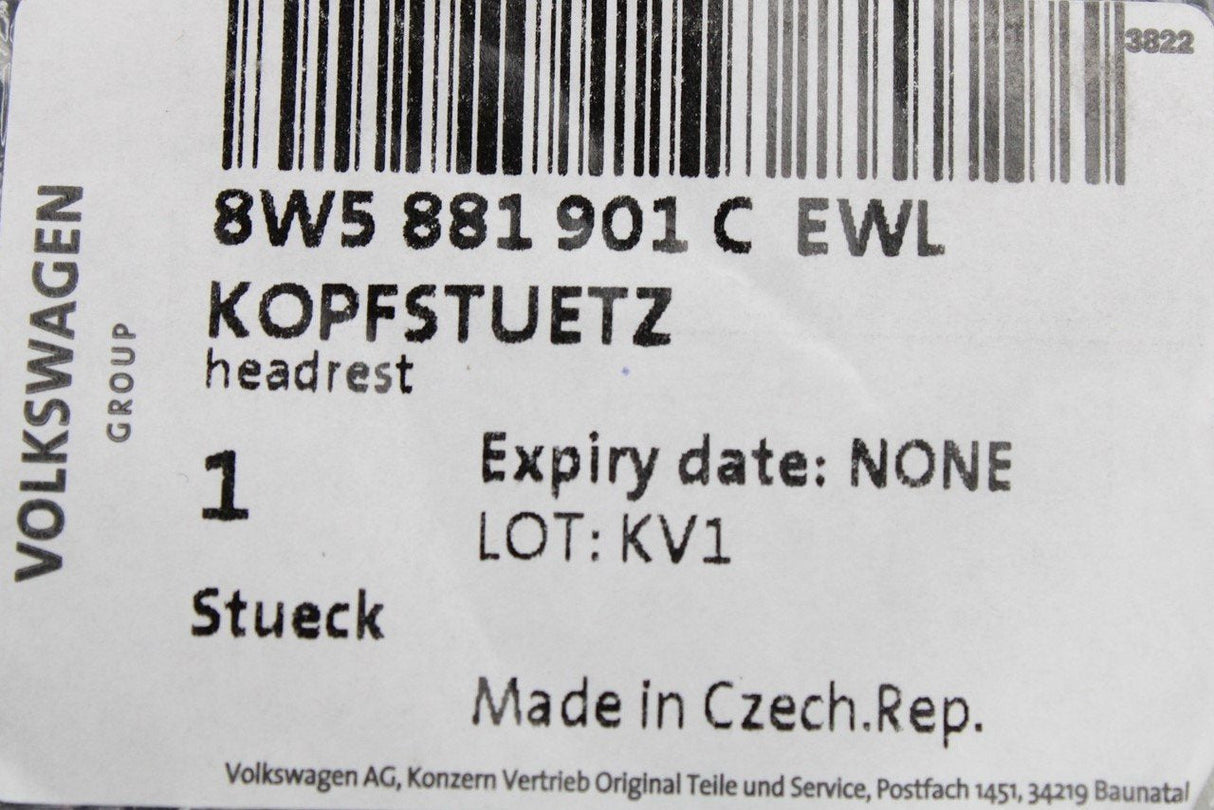 3822
8W5 881 901 C EWL
KOPFSTUETZ
headrest
VOLKSWAGEN
GROUP
1
Expiry date: NONE
LOT: KV1
Stueck
Made in Czech.Rep.
Volkswagen AG, Konzern Vertrieb Original Teile und Service, Postfach 1451, 34219 Baunatal